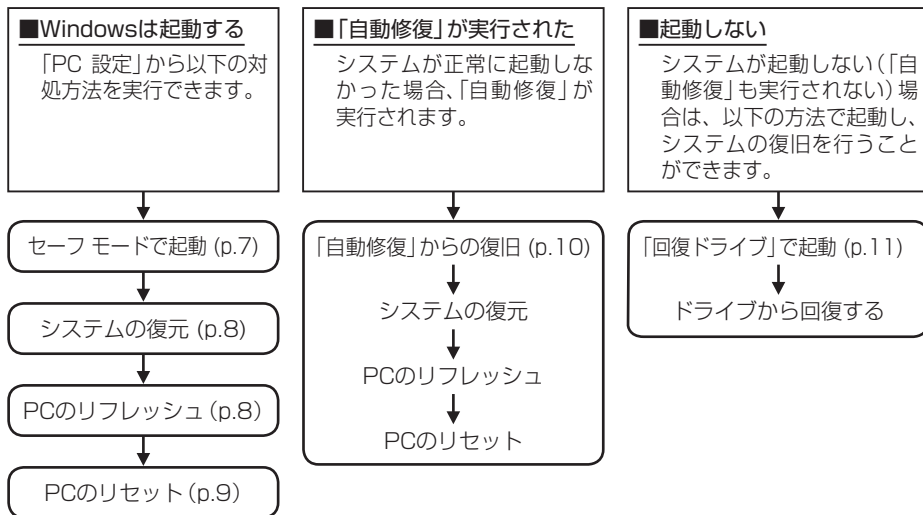 ■Windowsは起動する
「PC 設定」から以下の対
処方法を実行できます。
セーフ モードで起動 (p.7)
システムの復元 (p.8)
PCのリフレッシュ (p.8)
PCのリセット (p.9)
■「自動修復」が実行された
システムが正常に起動しな
かった場合、「自動修復」が
実行されます。
「自動修復」からの復旧 (p.10)
システムの復元
PCのリフレッシュ
PCのリセット
■起動しない
システムが起動しない(「自
動修復」も実行されない)場
合は、以下の方法で起動し、
システムの復旧を行うこと
ができます。
「回復ドライブ」で起動 (p.11)
ドライブから回復する